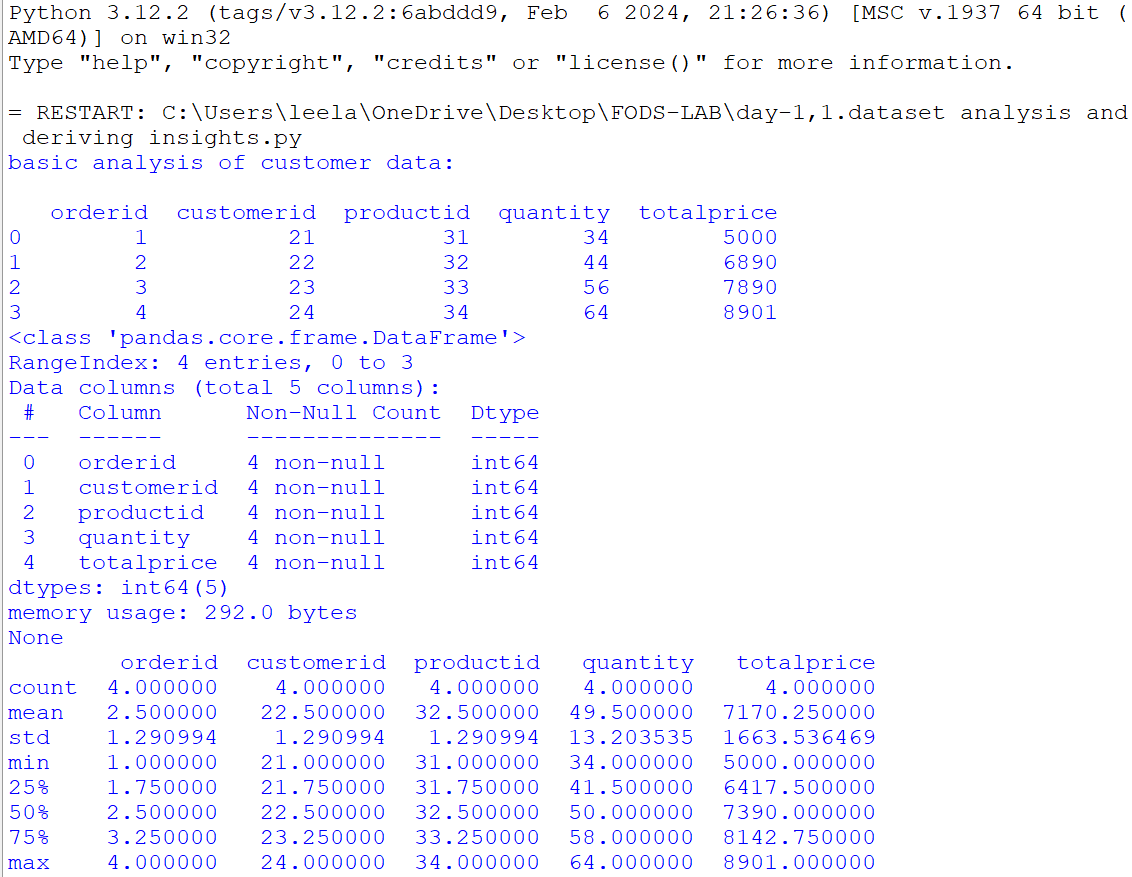 Python 3.12.2 (tags/v3.12.2:6abddd9, Feb  6 2024, 21:26:36) [MSC v.1937 64 bit (
AMD64)] on win32
Type "help", "copyright", "credits" or "license()" for more information.
= RESTART: C:\Users\leela\OneDrive\Desktop\FODS-LAB\day-1,1.dataset analysis and
 deriving insights.py
basic analysis of customer data:
   orderid  customerid  productid  quantity  totalprice
0        1          21         31        34        5000
1        2          22         32        44        6890
2        3          23         33        56        7890
3        4          24         34        64        8901
<class 'pandas.core.frame.DataFrame'>
RangeIndex: 4 entries, 0 to 3
Data columns (total 5 columns):
 #   Column      Non-Null Count  Dtype
---  ------      --------------  -----
 0   orderid     4 non-null      int64
 1   customerid  4 non-null      int64
 2   productid   4 non-null      int64
 3   quantity    4 non-null      int64
 4   totalprice  4 non-null      int64
dtypes: int64(5)
memory usage: 292.0 bytes
None
        orderid  customerid  productid   quantity   totalprice
count  4.000000    4.000000   4.000000   4.000000     4.000000
mean   2.500000   22.500000  32.500000  49.500000  7170.250000
std    1.290994    1.290994   1.290994  13.203535  1663.536469
min    1.000000   21.000000  31.000000  34.000000  5000.000000
25%    1.750000   21.750000  31.750000  41.500000  6417.500000
50%    2.500000   22.500000  32.500000  50.000000  7390.000000
75%    3.250000   23.250000  33.250000  58.000000  8142.750000
max    4.000000   24.000000  34.000000  64.000000  8901.000000